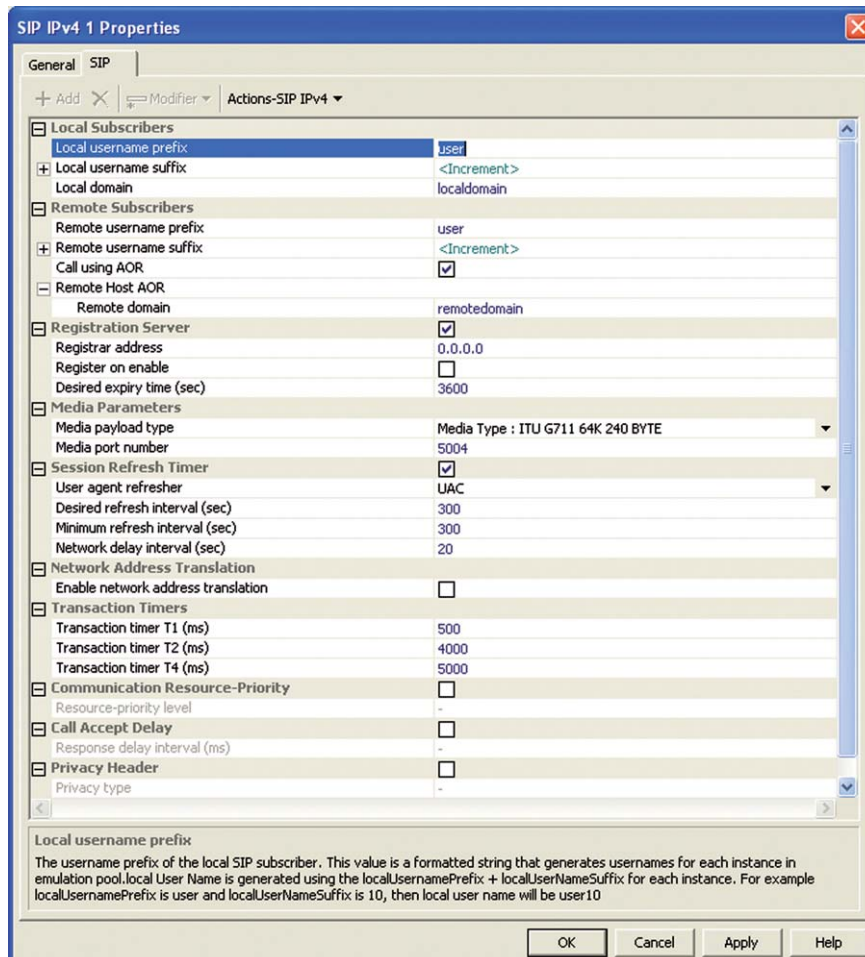 SIP IPv4 1 Properties
General SIP
Add Modifier Actions-SIP IPv4
Local Subscribers
Local username prefix user
Local username suffix <Increment>
Local domain localdomain
Remote Subscribers
Remote username prefix user
Remote username suffix <Increment>
Call using AOR
Remote Host AOR
Remote domain remotedomain
Registration Server
Registrar address 0.0.0.0
Register on enable
Desired expiry time (sec) 3600
Media Parameters
Media payload type Media Type : ITU G711 64K 240 BYTE
Media port number 5004
Session Refresh Timer
User agent refresher UAC
Desired refresh interval (sec) 300
Minimum refresh interval (sec) 300
Network delay interval (sec) 20
Network Address Translation
Enable network address translation
Transaction Timers
Transaction timer T1 (ms) 500
Transaction timer T2 (ms) 4000
Transaction timer T4 (ms) 5000
Communication Resource-Priority
Resource-priority level -
Call Accept Delay
Response delay interval (ms) -
Privacy Header
Privacy type -
Local username prefix
The username prefix of the local SIP subscriber. This value is a formatted string that generates usernames for each instance in
emulation pool.local User Name is generated using the localUsernamePrefix + localUserNameSuffix for each instance. For example
localUsernamePrefix is user and localUserNameSuffix is 10, then local user name will be user10
OK Cancel Apply Help